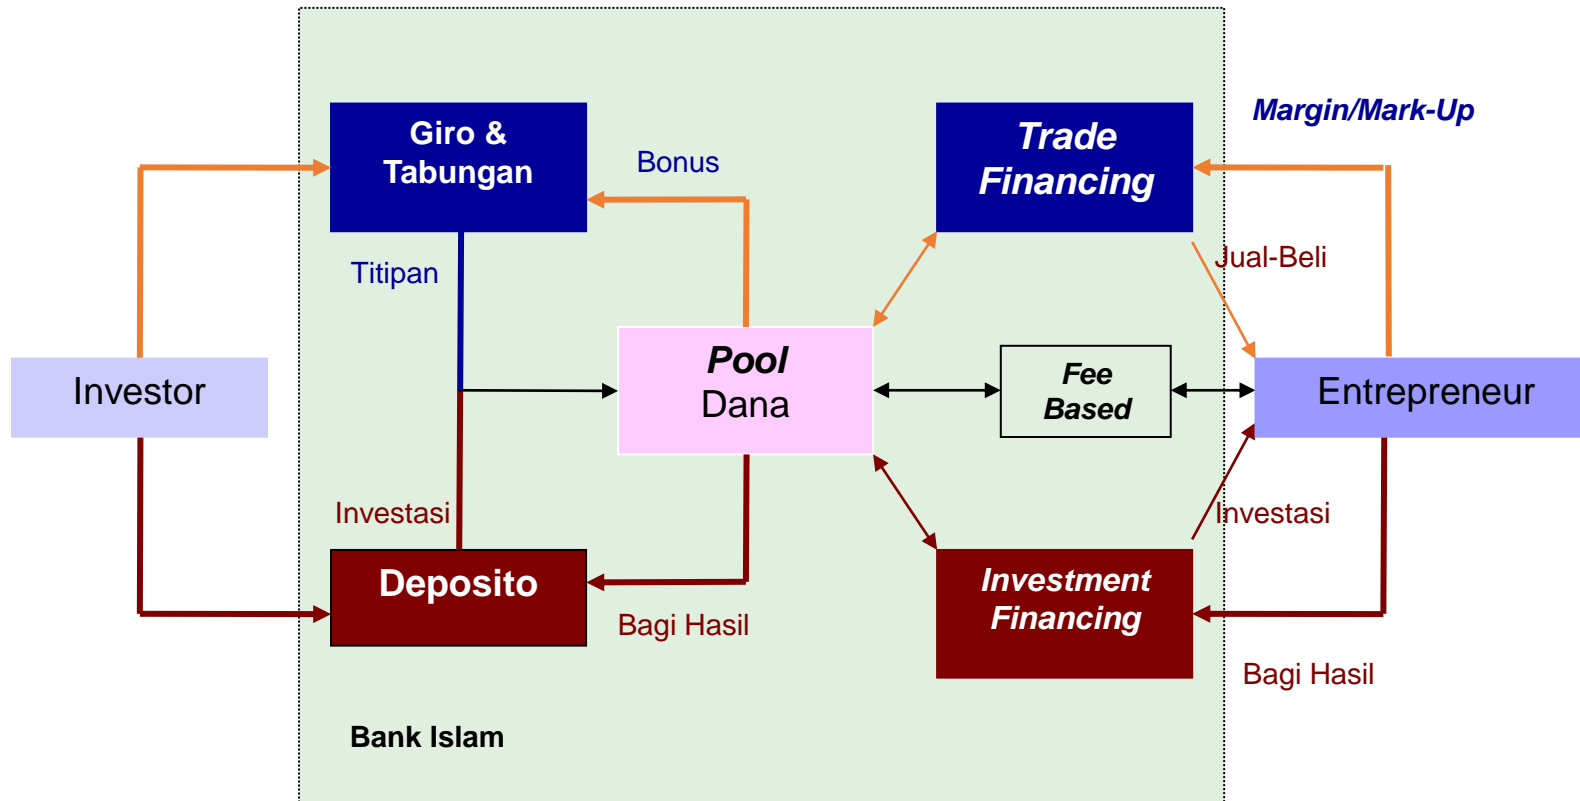 Margin/Mark-Up
Giro &
Tabungan
Bonus
Trade
Financing
Titipan
Jual-Beli
Investor
Pool
Dana
Fee
Based
Entrepreneur
Investasi
Investasi
Deposito
Bagi Hasil
Investment
Financing
Bagi Hasil
Bank Islam